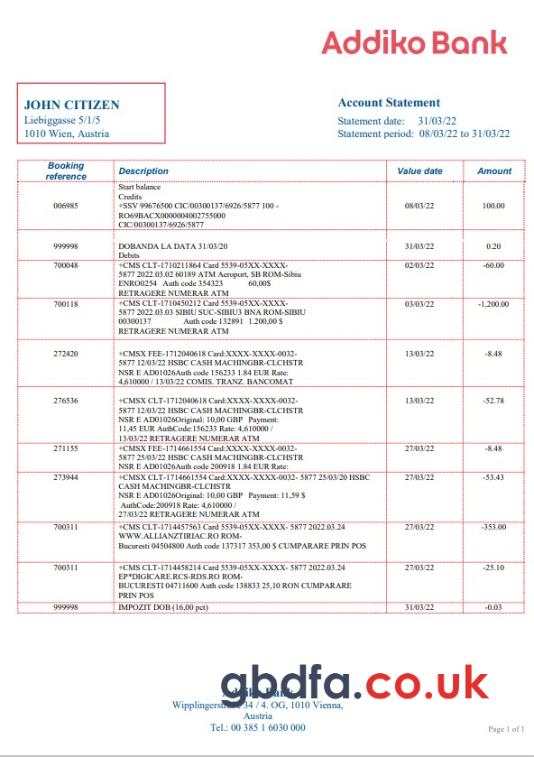 Addiko Bank
JOHN CITIZEN
Liebiggasse 5/1/5
1010 Wien, Austria
Account Statement
Statement date: 31/03/22
Statement period: 08/03/22 to 31/03/22
Booking reference Description Value date Amount
Start balance
Credits
006985 +SSV 99676500 CIC/00300137/6926/5877 100 - 08/03/22 100.00
RO69BACX0000004002755000
CIC/00300137/6926/5877
999998 DOBANDA LA DATA 31/03/20 31/03/22 0.20
Debits
700048 +CMS CLT-1710211864 Card 5539-05XX-XXXX- 02/03/22 -60.00
5877 2022.03.02 60189 ATM Aeroport, SB ROM-Sibiu
ENRO0254 Auth code 354323 60,00$
RETRAGERE NUMERAR ATM
700118 +CMS CLT-1710450212 Card 5539-05XX-XXXX- 03/03/22 -1,200.00
5877 2022.03.03 SIBIU SUC-SIBIU3 BNA ROM-SIBIU
00300137 Auth code 132891 1.200,00 $
RETRAGERE NUMERAR ATM
272420 +CMSX FEE-1712040618 Card:XXXX-XXXX-0032- 13/03/22 -8.48
5877 12/03/22 HSBC CASH MACHINGBR-CLCHSTR
NSR E AD01026Auth code 156233 1.84 EUR Rate:
4,610000 / 13/03/22 COMIS. TRANZ. BANCOMAT
276536 +CMSX CLT-1712040618 Card:XXXX-XXXX-0032- 13/03/22 -52.78
5877 12/03/22 HSBC CASH MACHINGBR-CLCHSTR
NSR E AD01026Original: 10,00 GBP Payment:
11,45 EUR AuthCode:156233 Rate: 4,610000 /
13/03/22 RETRAGERE NUMERAR ATM
271155 +CMSX FEE-1714661554 Card:XXXX-XXXX-0032- 27/03/22 -8.48
5877 25/03/22 HSBC CASH MACHINGBR-CLCHSTR
NSR E AD01026Auth code 200918 1.84 EUR Rate:
273944 +CMSX CLT-1714661554 Card:XXXX-XXXX-0032- 5877 25/03/20 HSBC 27/03/22 -53.43
CASH MACHINGBR-CLCHSTR
NSR E AD01026Original: 10,00 GBP Payment: 11,59 $
AuthCode:200918 Rate: 4,610000 /
27/03/22 RETRAGERE NUMERAR ATM
700311 +CMS CLT-1714457563 Card 5539-05XX-XXXX- 5877 2022.03.24 27/03/22 -353.00
WWW.ALLIANZTIRIAC.RO ROM-
Bucuresti 04504800 Auth code 137317 353,00 $ CUMPARARE PRIN POS
700311 +CMS CLT-1714458214 Card 5539-05XX-XXXX- 5877 2022.03.24 27/03/22 -25.10
EP*DIGICARE.RCS-RDS.RO ROM-
BUCURESTI 04711600 Auth code 138833 25,10 RON CUMPARARE
PRIN POS
999998 IMPOZIT DOB (16,00 pct) 31/03/22 -0.03
gbdfa.co.uk
Wipplingerstraße 34 / 4. OG, 1010 Vienna,
Austria
Tel.: 00 385 1 6030 000
Page 1 of 1